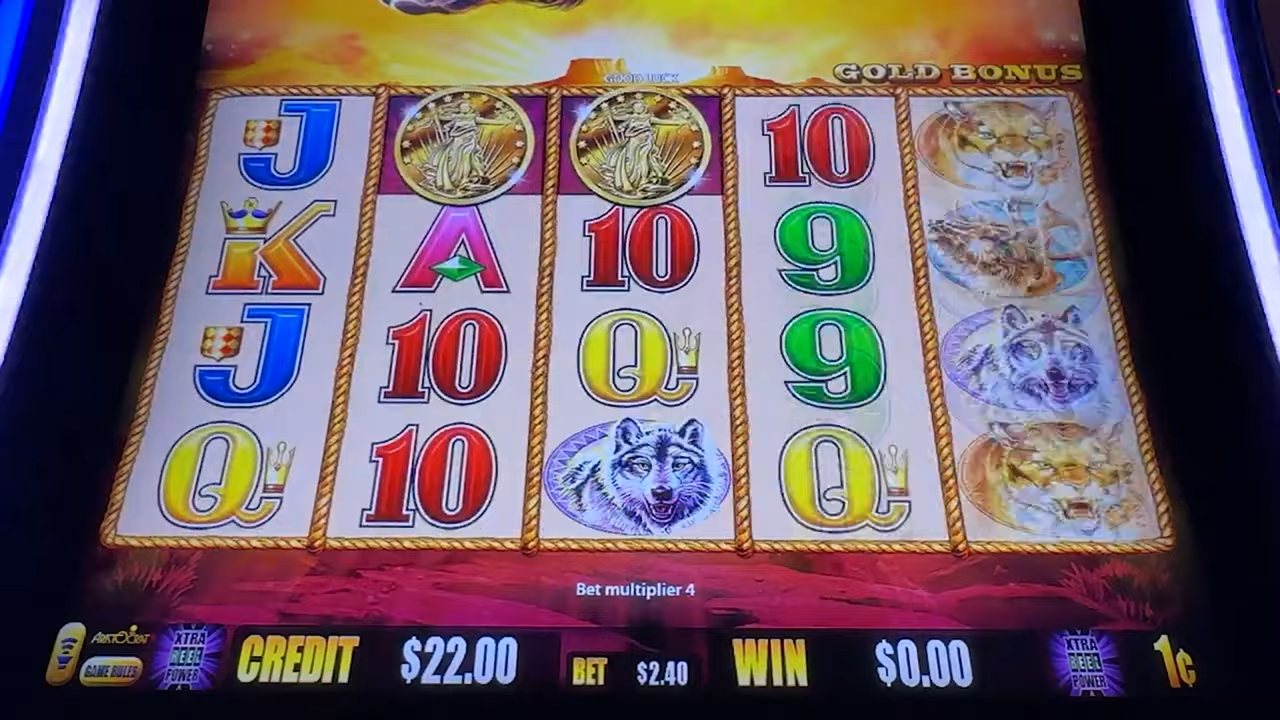 GOOD LUCK
GOLD BONUS
J
10
K
A
10
9
J
10
Q
9
Q
10
Q
Bet multiplier 4
ARISTOCRAT
GAME RULES
XTRA
REEL
POWER
CREDIT $22.00
BET $2.40
WIN $0.00
XTRA
REEL
POWER
1¢